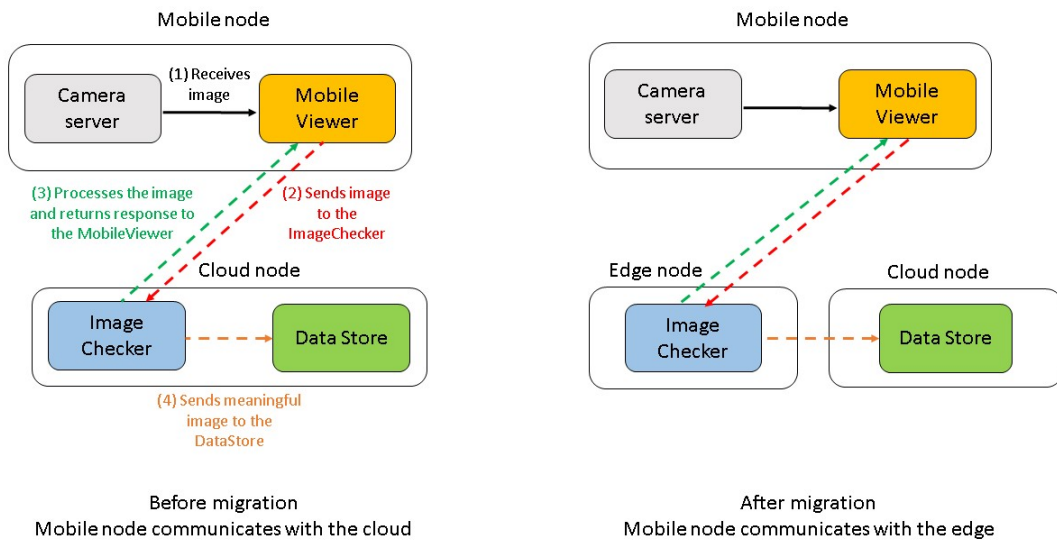 Mobile node
Camera
server
(1) Receives
image
Mobile
Viewer
(3) Processes the image
and returns response to
the MobileViewer
(2) Sends image
to the
ImageChecker
Cloud node
Image
Checker
Data Store
(4) Sends meaningful
image to the
DataStore
Before migration
Mobile node communicates with the cloud
Mobile node
Camera
server
Mobile
Viewer
Edge node
Cloud node
Image
Checker
Data Store
After migration
Mobile node communicates with the edge